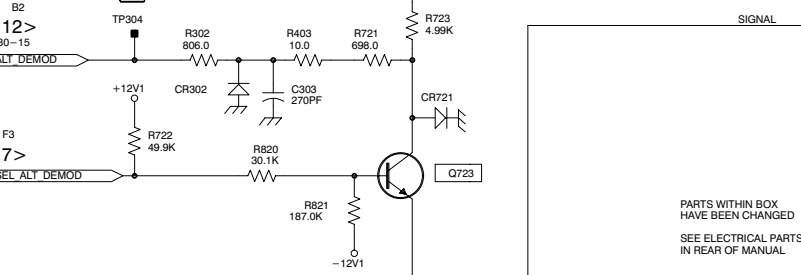 B2
12>
30-15
ALT_DEMOD
TP304
R302
806.0
R403
10.0
R721
698.0
R723
4.99K
SIGNAL
CR302
C303
270PF
CR721
+12V1
R722
49.9K
F3
7>
SEL_ALT_DEMOD
R820
30.1K
Q723
R821
187.0K
-12V1
PARTS WITHIN BOX
HAVE BEEN CHANGED
SEE ELECTRICAL PARTS
IN REAR OF MANUAL